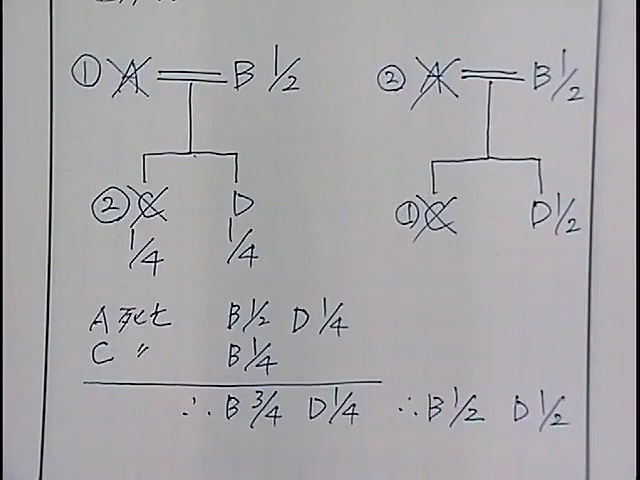 ① A B 1/2
② C 1/4 D 1/4
② A B 1/2
① C D 1/2
A 死亡 B 1/2 D 1/4
C 〃 B 1/4
∴ B 3/4 D 1/4 ∴ B 1/2 D 1/2